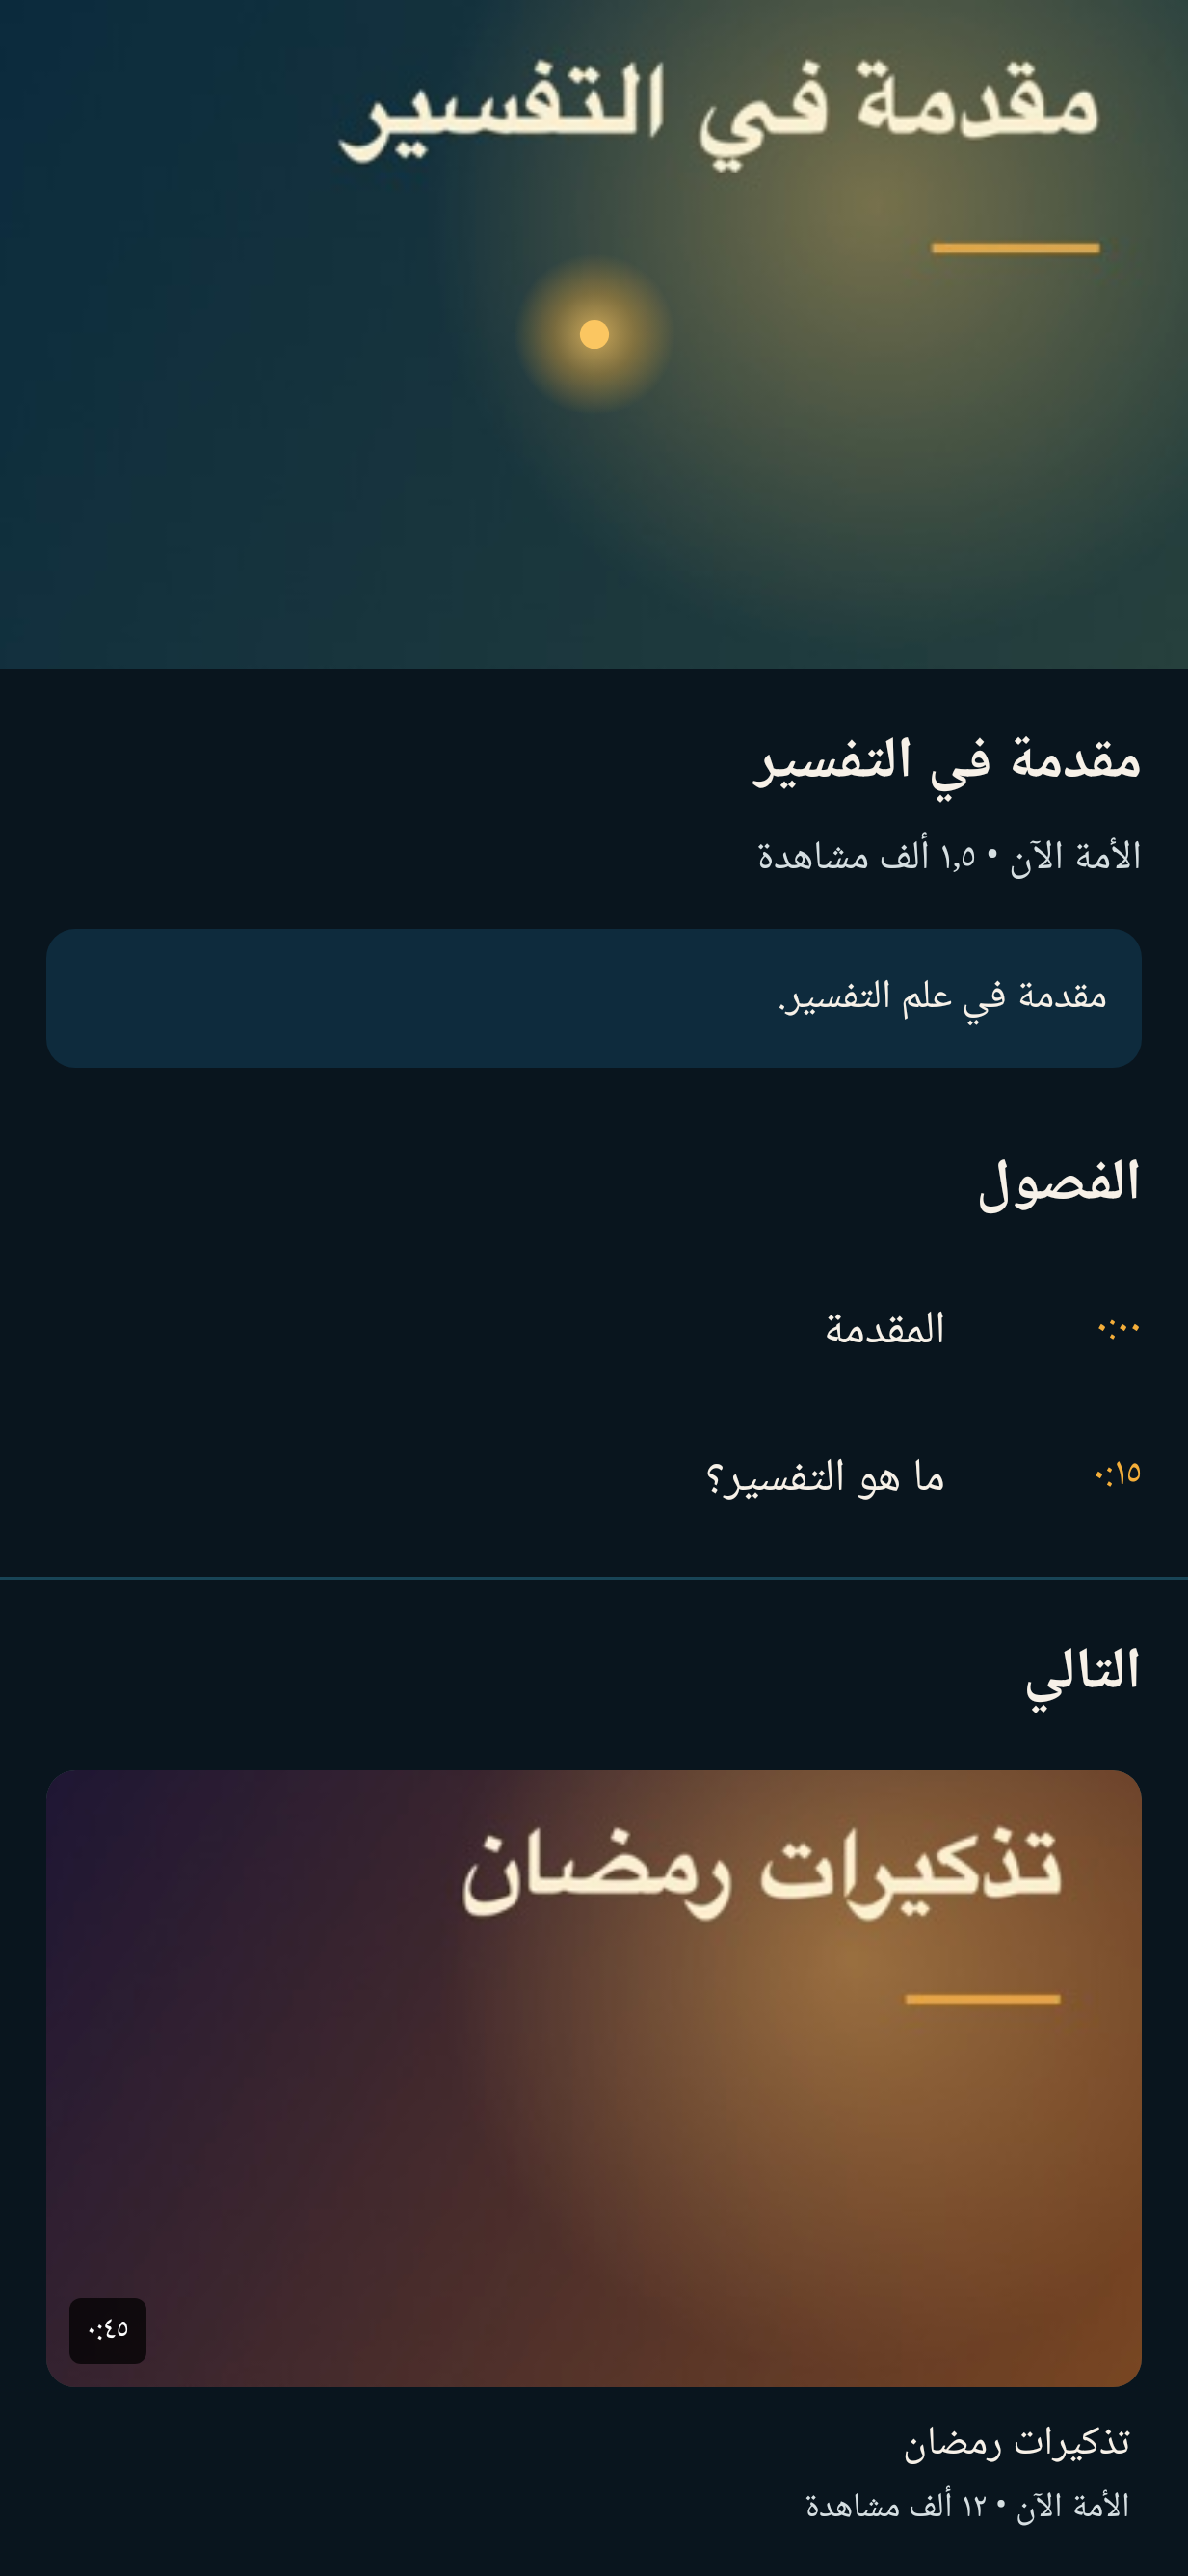 مقدمة في التفسير
مقدمة في التفسير
الأمة الآن • ١,٥ ألف مشاهدة
مقدمة في علم التفسير.
الفصول
٠:٠٠ المقدمة
٠:١٥ ما هو التفسير؟
التالي
تذكيرات رمضان
٠:٤٥
تذكيرات رمضان
الأمة الآن • ١٢ ألف مشاهدة